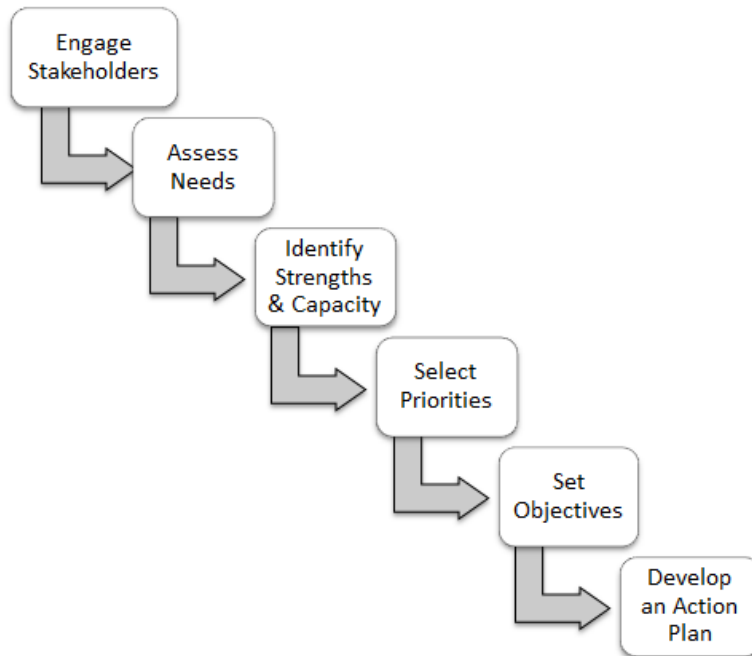 Engage
Stakeholders
Assess
Needs
Identify
Strengths
& Capacity
Select
Priorities
Set
Objectives
Develop
an Action
Plan